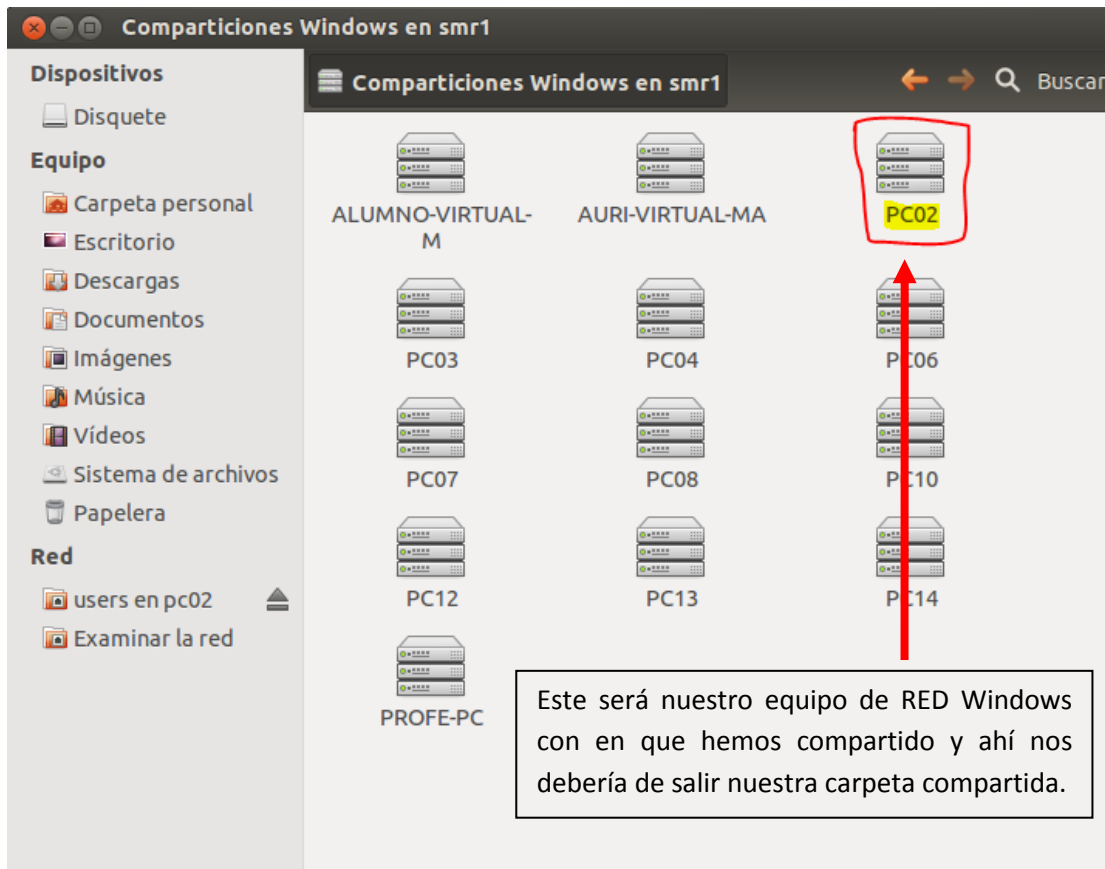 Comparticiones Windows en smr1
Dispositivos
Disquete
Equipo
Carpeta personal
Escritorio
Descargas
Documentos
Imágenes
Música
Vídeos
Sistema de archivos
Papelera
Red
users en pc02
Examinar la red
Comparticiones Windows en smr1
Buscar
ALUMNO-VIRTUAL-
M
AURI-VIRTUAL-MA
PC02
PC03
PC04
PC06
PC07
PC08
PC10
PC12
PC13
PC14
PROFE-PC
Este será nuestro equipo de RED Windows
con en que hemos compartido y ahí nos
debería de salir nuestra carpeta compartida.